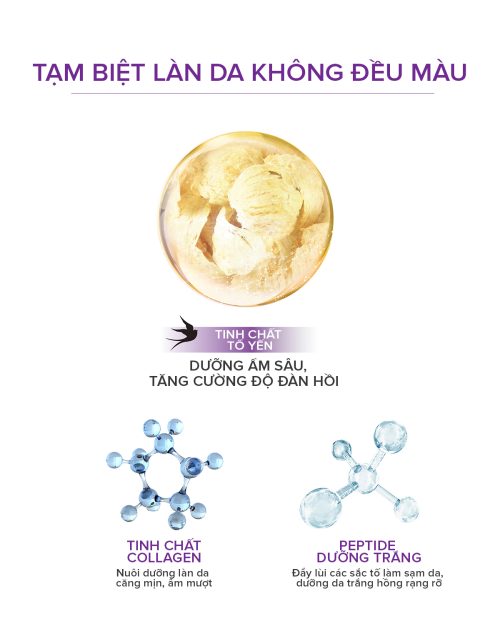 TẠM BIỆT LÀN DA KHÔNG ĐỀU MÀU
TINH CHẤT
TỔ YẾN
DƯỠNG ẨM SÂU,
TĂNG CƯỜNG ĐỘ ĐÀN HỒI
TINH CHẤT
COLLAGEN
Nuôi dưỡng làn da
căng mịn, ẩm mượt
PEPTIDE
DƯỠNG TRẮNG
Đẩy lùi các sắc tố làm sạm da,
dưỡng da trắng hồng rạng rỡ